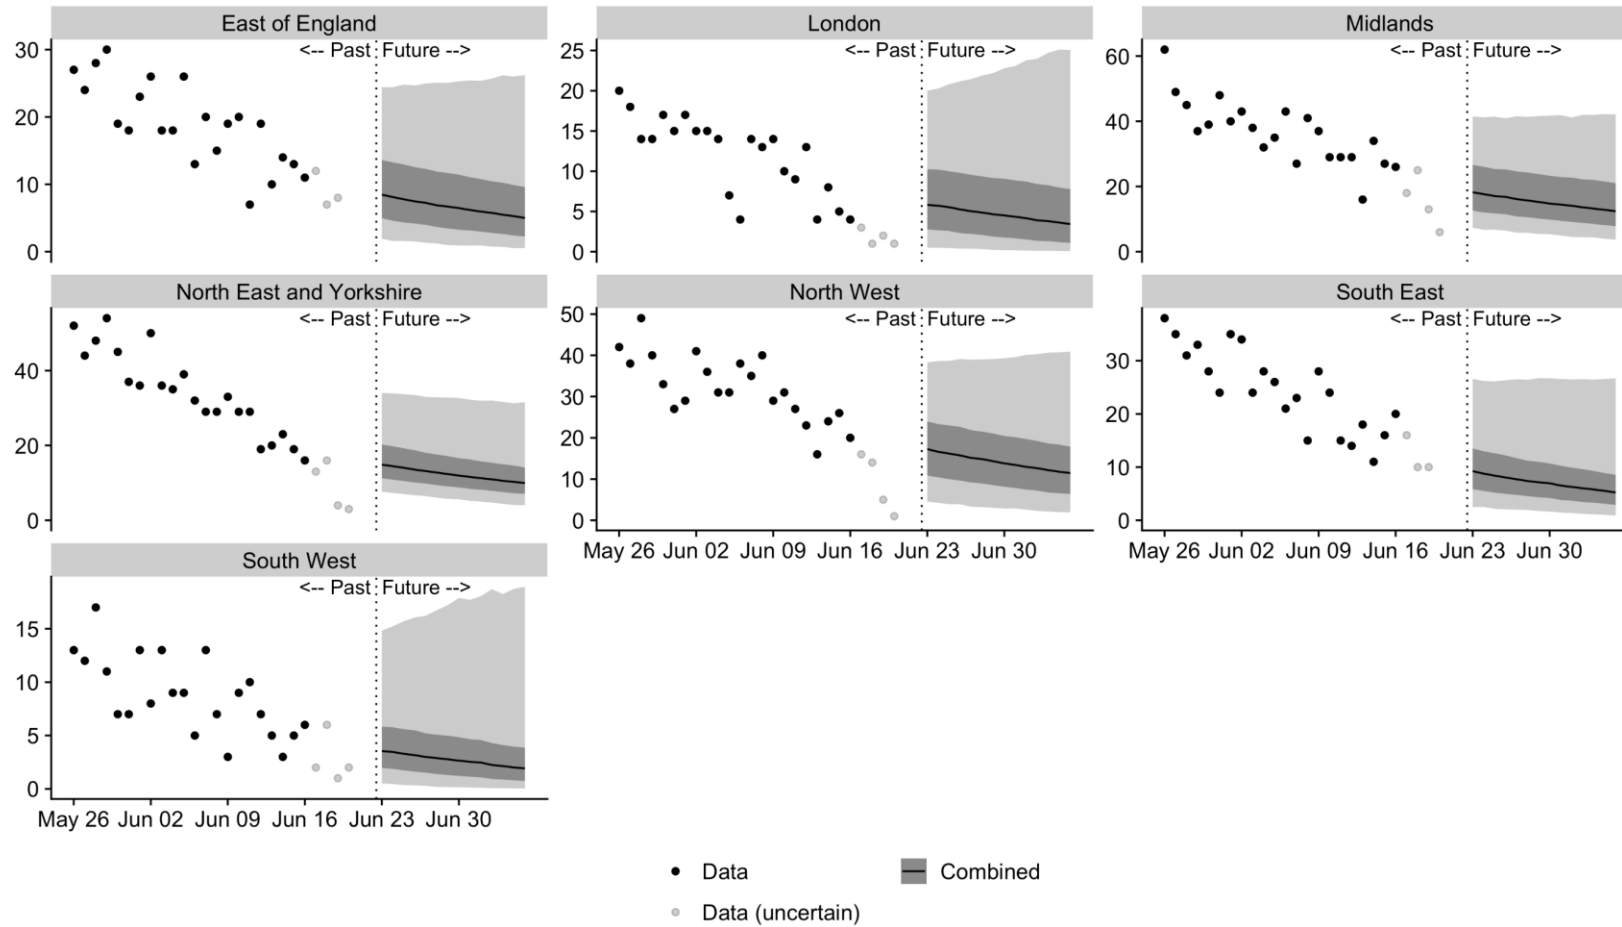 East of England
<-- Past Future -->
30
20
10
0
London
<-- Past Future -->
25
20
15
10
5
0
Midlands
<-- Past Future -->
60
40
20
0
North East and Yorkshire
<-- Past Future -->
40
20
0
North West
<-- Past Future -->
50
40
30
20
10
0
May 26 Jun 02 Jun 09 Jun 16 Jun 23 Jun 30
South East
<-- Past Future -->
30
20
10
0
May 26 Jun 02 Jun 09 Jun 16 Jun 23 Jun 30
South West
<-- Past Future -->
15
10
5
0
May 26 Jun 02 Jun 09 Jun 16 Jun 23 Jun 30
Data
Combined
Data (uncertain)